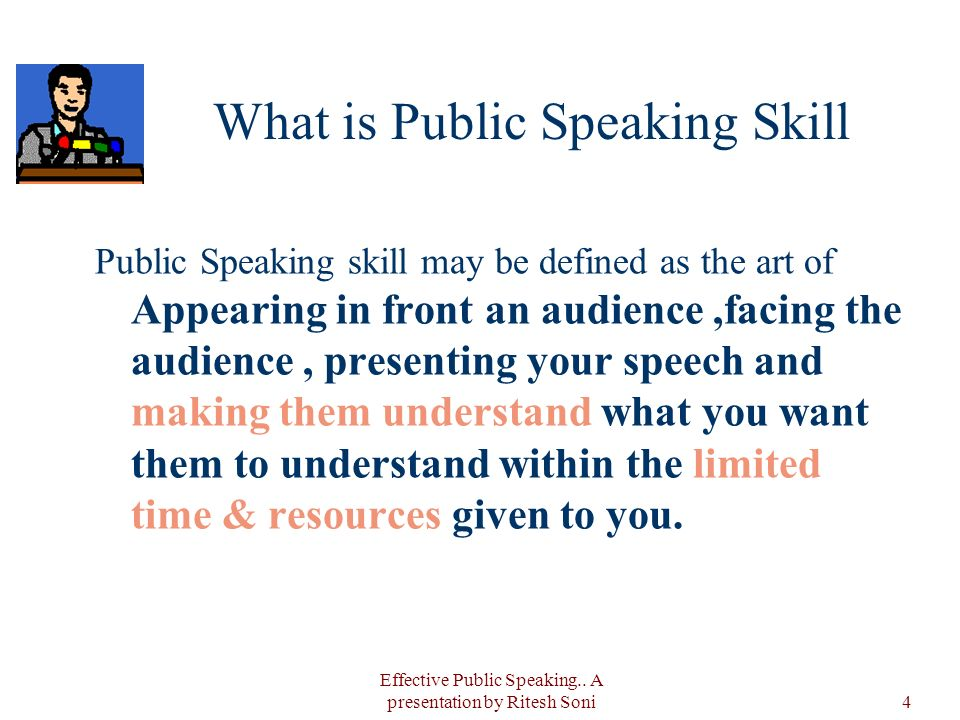 What is Public Speaking Skill
Public Speaking skill may be defined as the art of
Appearing in front an audience ,facing the
audience , presenting your speech and
making them understand what you want
them to understand within the limited
time & resources given to you.
Effective Public Speaking.. A
presentation by Ritesh Soni
4